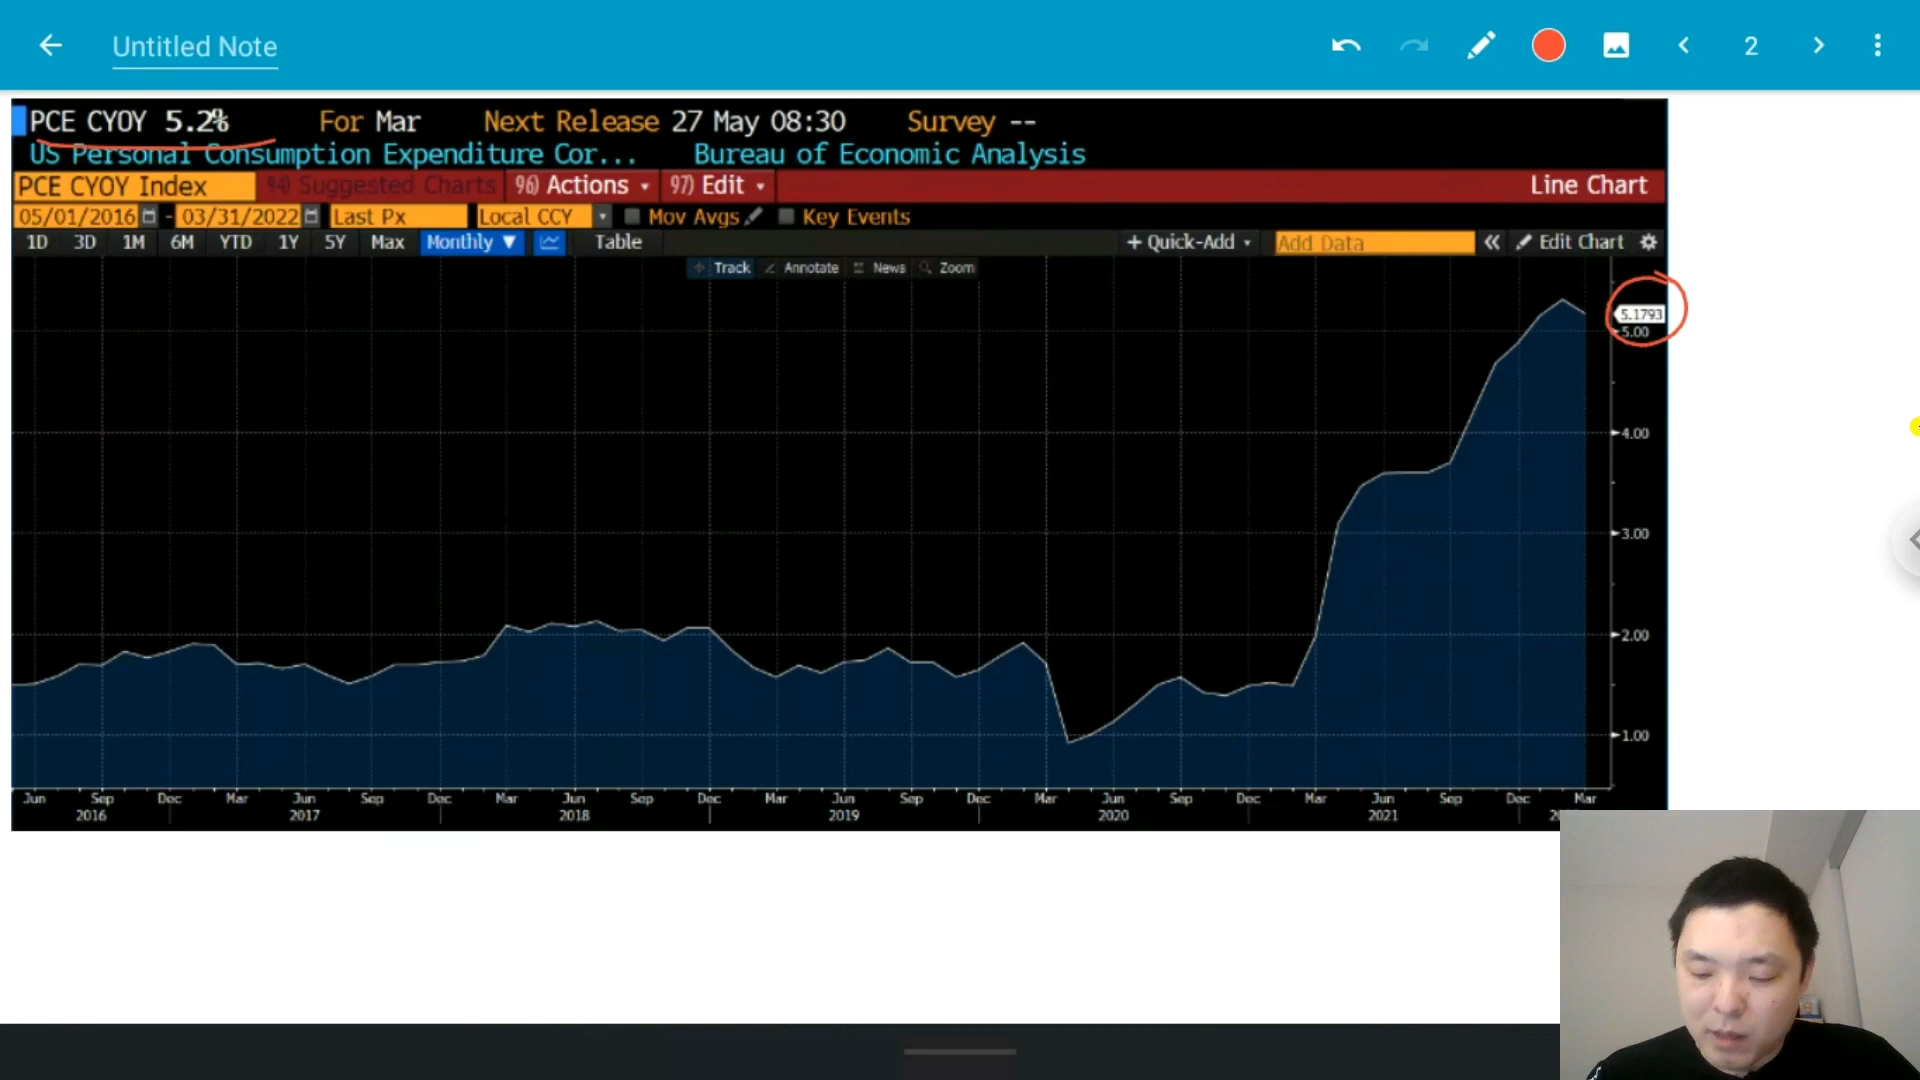 Untitled Note
2
PCE CYOY 5.2% For Mar Next Release 27 May 08:30 Survey --
US Personal Consumption Expenditure Cor... Bureau of Economic Analysis
PCE CYOY Index 94) Suggested Charts 96) Actions 97) Edit Line Chart
05/01/2016 - 03/31/2022 Last Px Local CCY Mov Avgs Key Events
1D 3D 1M 6M YTD 1Y 5Y Max Monthly ▼ Table + Quick-Add Add Data « Edit Chart
Track Annotate News Zoom
5.1793
5.00
4.00
3.00
2.00
1.00
Jun Sep Dec Mar Jun Sep Dec Mar Jun Sep Dec Mar Jun Sep Dec Mar Jun Sep Dec Mar Jun Sep Dec Mar
2016 2017 2018 2019 2020 2021